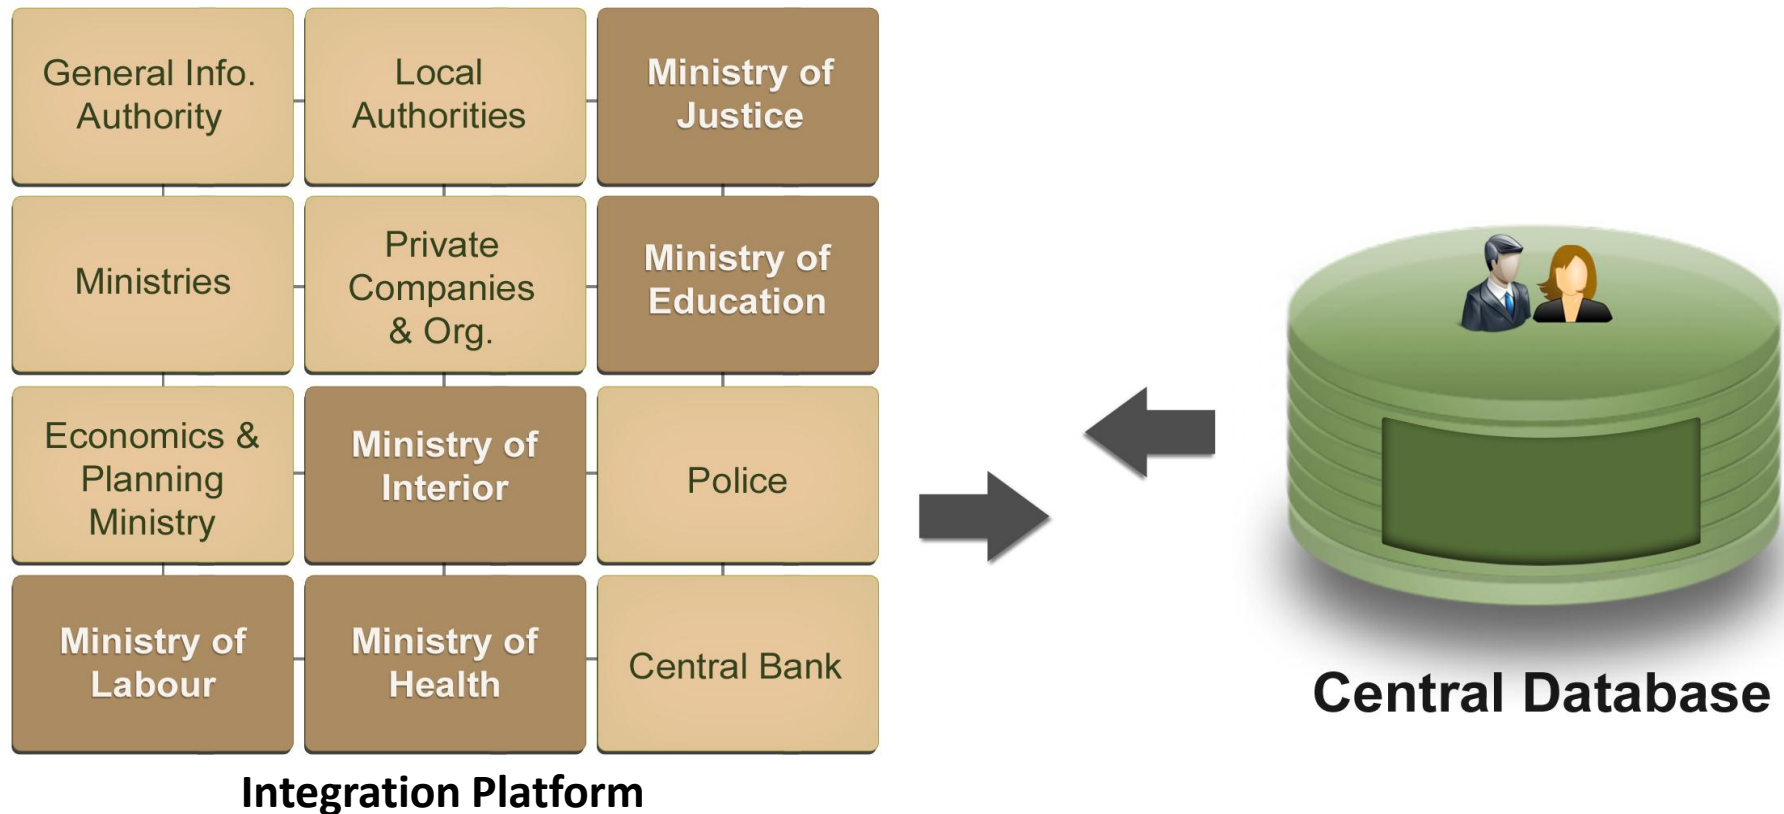 General Info.
Authority
Local
Authorities
Ministry of
Justice
Ministries
Private
Companies
& Org.
Ministry of
Education
Economics &
Planning
Ministry
Ministry of
Interior
Police
Ministry of
Labour
Ministry of
Health
Central Bank
Central Database
Integration Platform